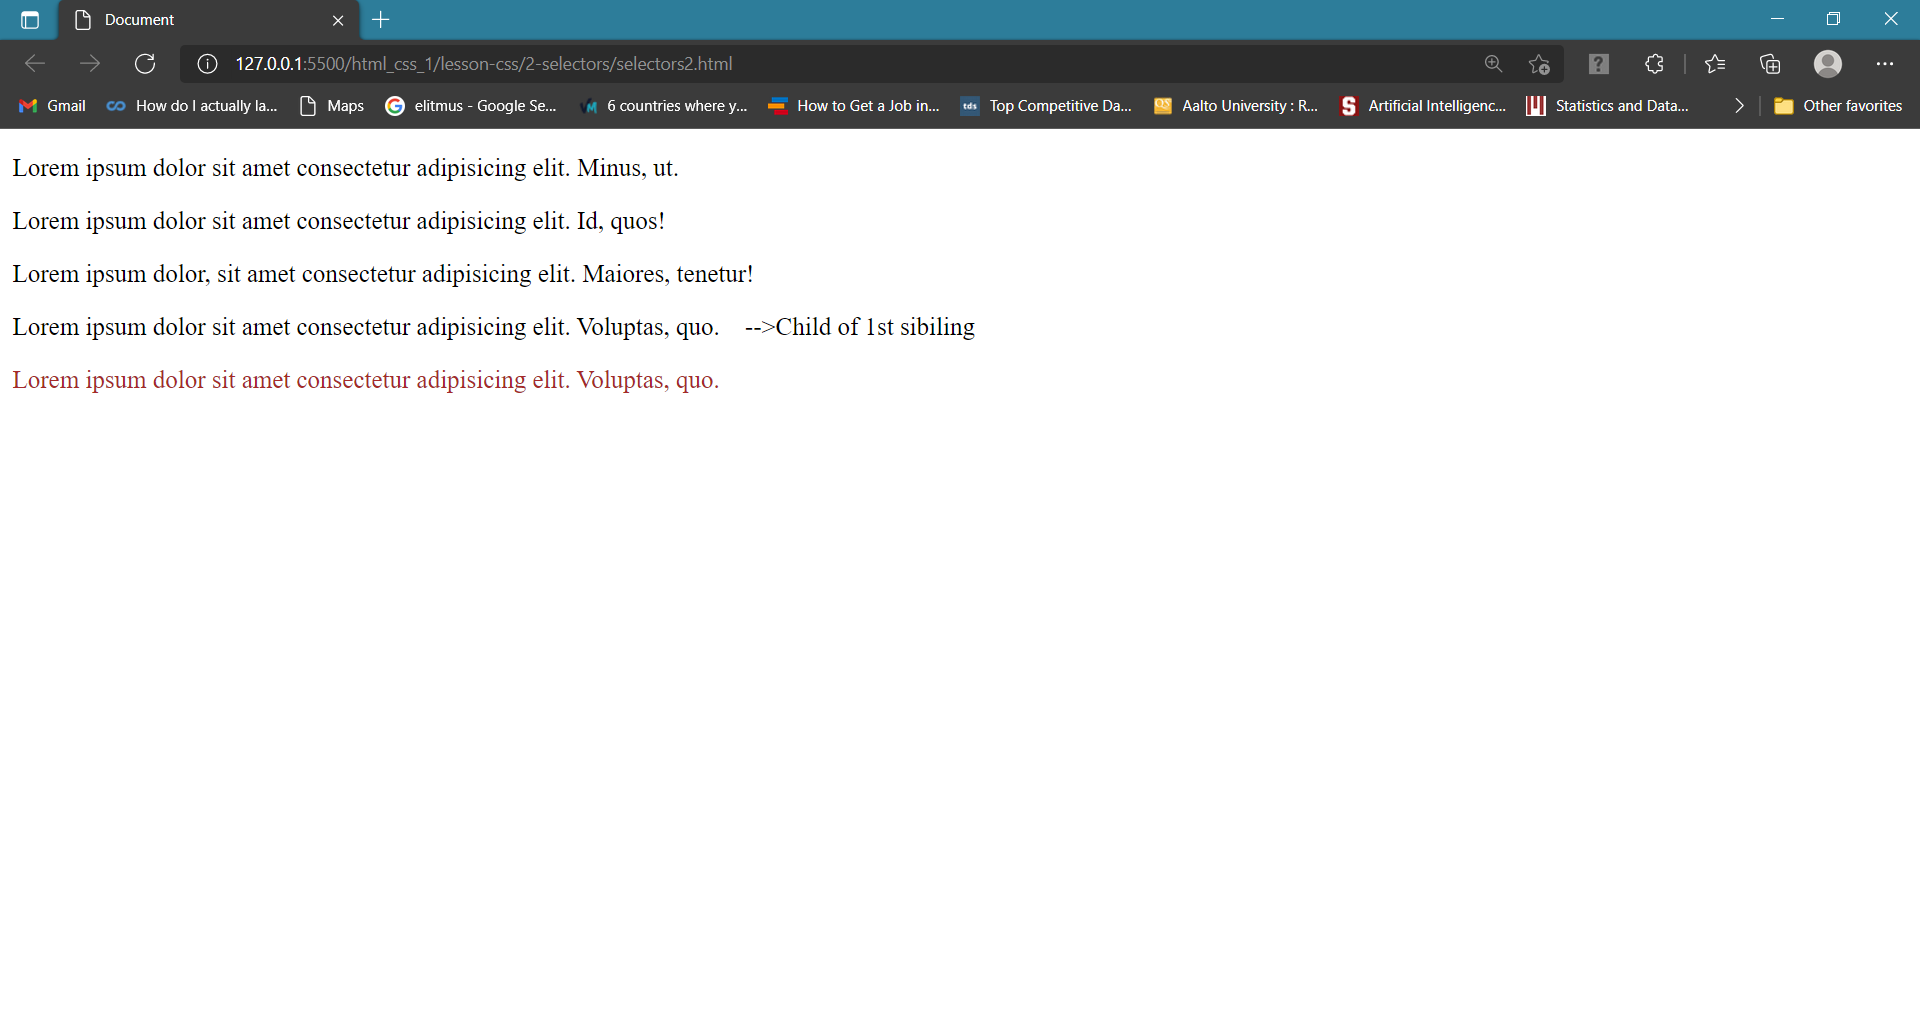 Document
127.0.0.1:5500/html_css_1/lesson-css/2-selectors/selectors2.html
Gmail How do I actually la... Maps elitmus - Google Se... 6 countries where y... How to Get a Job in... tds Top Competitive Da... QS Aalto University : R... S Artificial Intelligenc... Statistics and Data... Other favorites
Lorem ipsum dolor sit amet consectetur adipisicing elit. Minus, ut.
Lorem ipsum dolor sit amet consectetur adipisicing elit. Id, quos!
Lorem ipsum dolor, sit amet consectetur adipisicing elit. Maiores, tenetur!
Lorem ipsum dolor sit amet consectetur adipisicing elit. Voluptas, quo. -->Child of 1st sibiling
Lorem ipsum dolor sit amet consectetur adipisicing elit. Voluptas, quo.